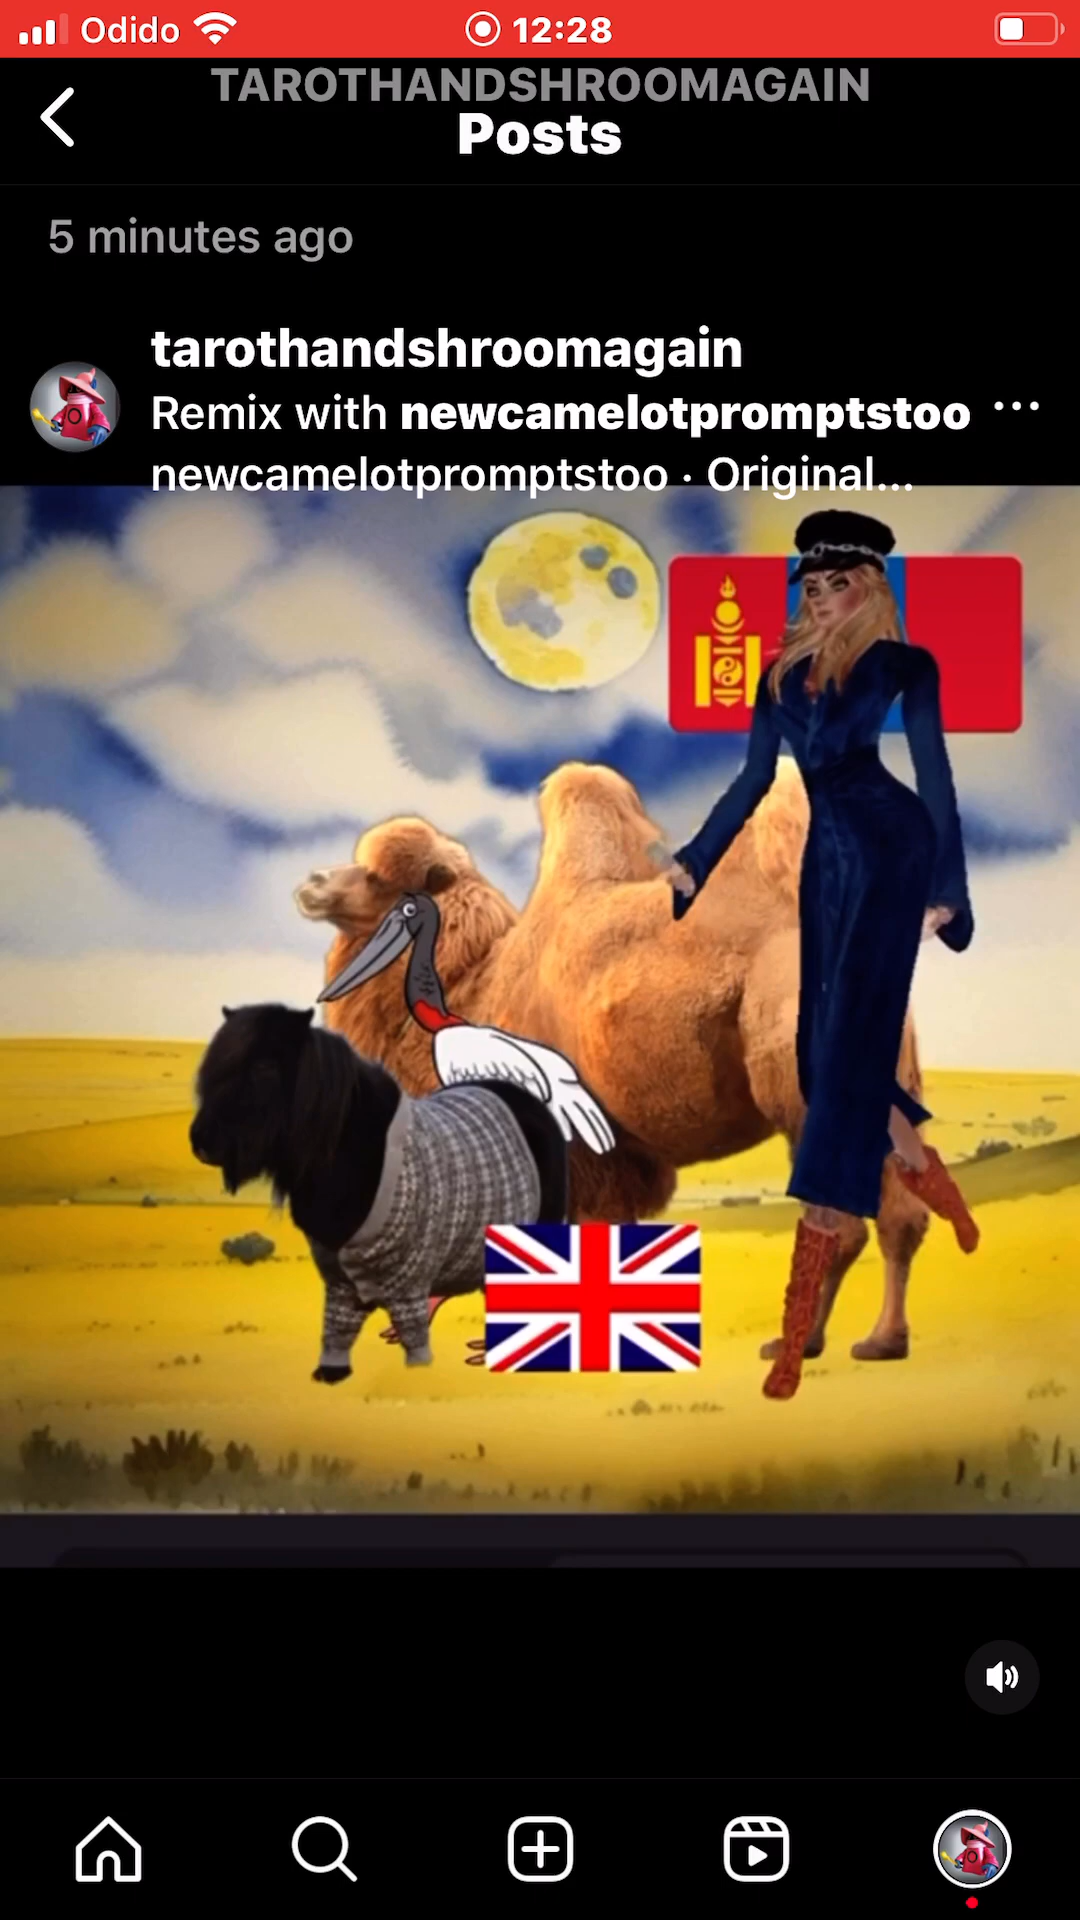 Odido 12:28
TAROTHANDSHROOMAGAIN
Posts
5 minutes ago
tarothandshroomagain
Remix with newcamelotpromptstoo
newcamelotpromptstoo · Original...